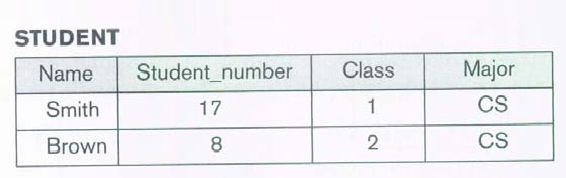 STUDENT
Name Student_number Class Major
Smith 17 1 CS
Brown 8 2 CS